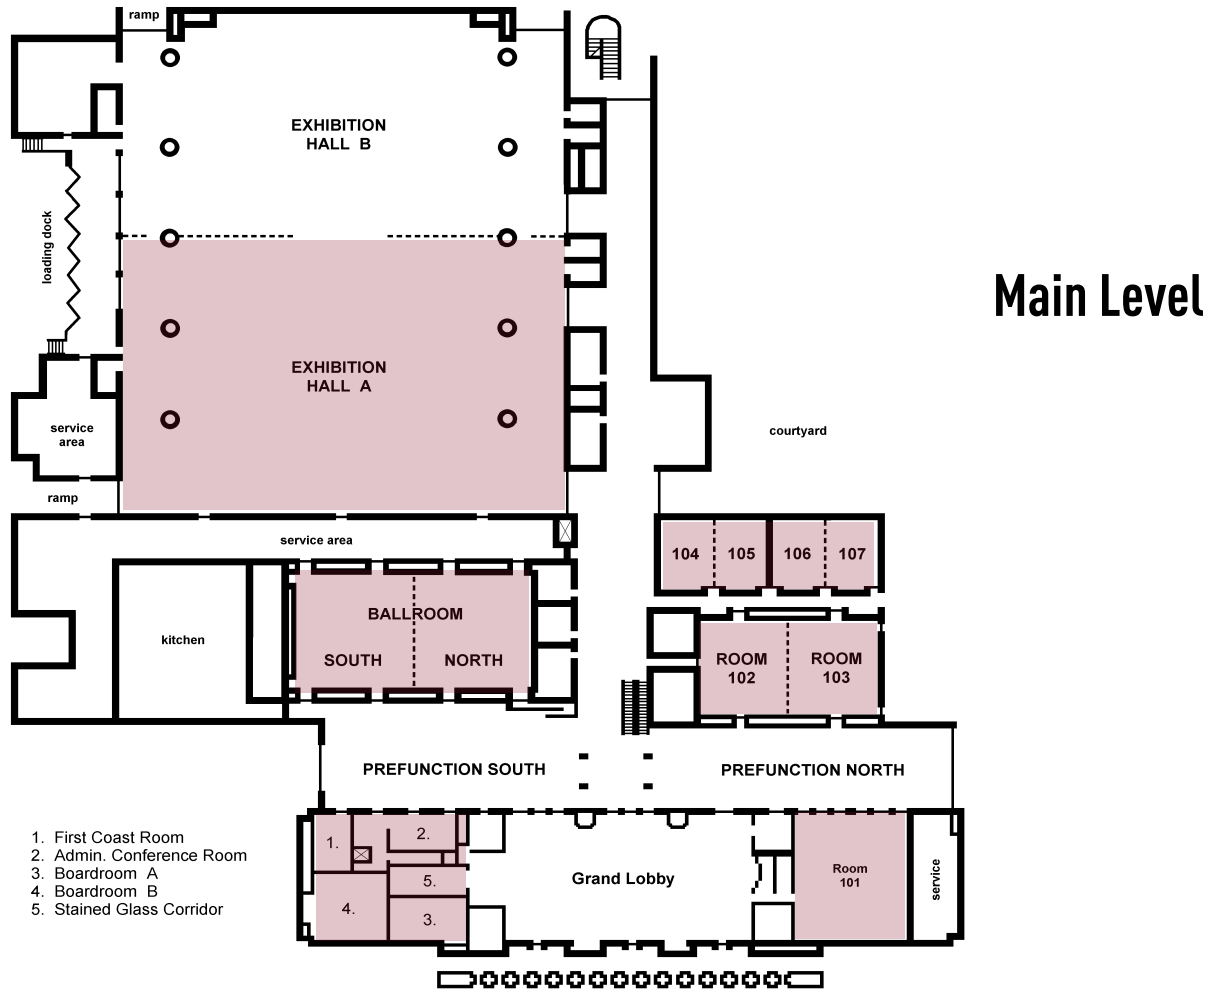 ramp
EXHIBITION
HALL B
loading dock
Main Level
EXHIBITION
HALL A
service
area
courtyard
ramp
service area
104
105
106
107
BALLROOM
SOUTH
NORTH
kitchen
ROOM
102
ROOM
103
PREFUNCTION SOUTH
PREFUNCTION NORTH
1. First Coast Room
2. Admin. Conference Room
3. Boardroom A
4. Boardroom B
5. Stained Glass Corridor
1.
2.
5.
4.
3.
Grand Lobby
Room
101
service